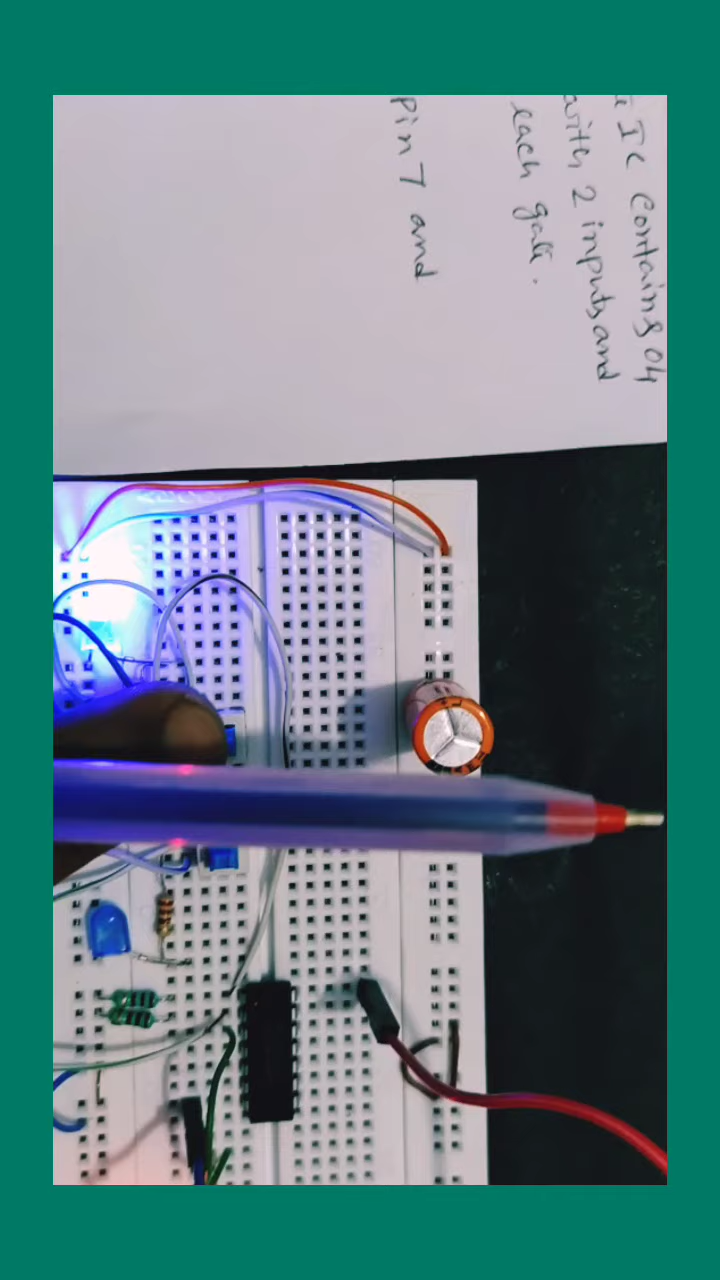 IC Contains 04
with 2 inputs and
each gate.
Pin 7 and